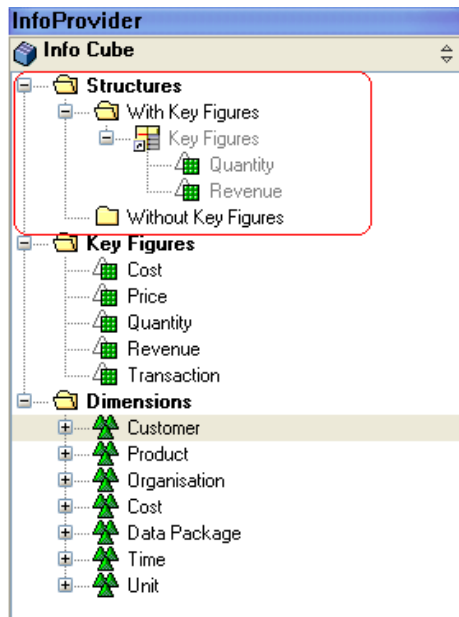 InfoProvider
Info Cube
Structures
With Key Figures
Key Figures
Quantity
Revenue
Without Key Figures
Key Figures
Cost
Price
Quantity
Revenue
Transaction
Dimensions
Customer
Product
Organisation
Cost
Data Package
Time
Unit